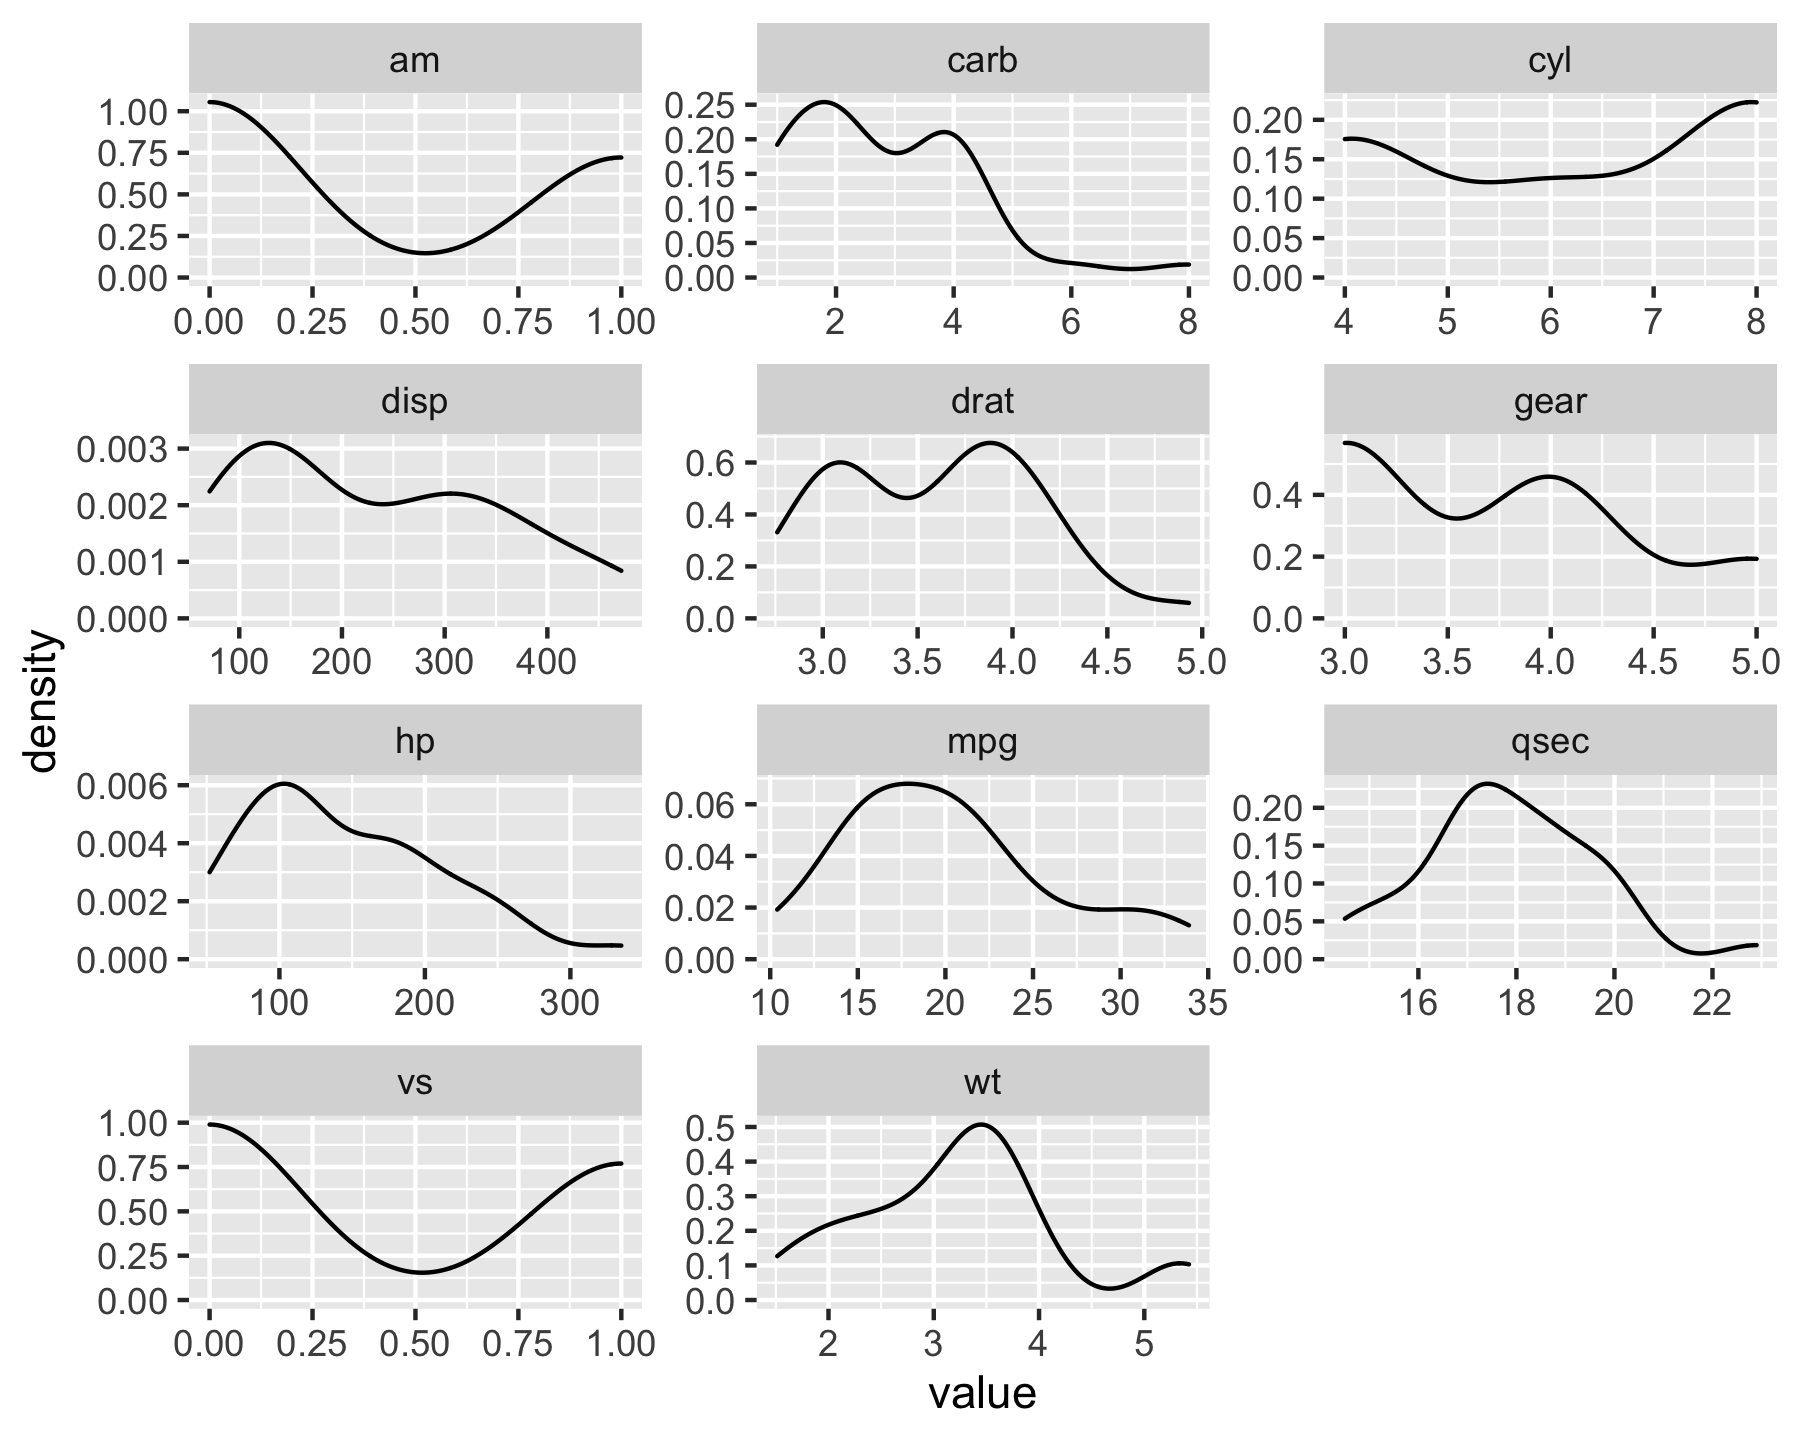 am
carb
cyl
1.00
0.75
0.50
0.25
0.00
0.25
0.20
0.15
0.10
0.05
0.00
0.20
0.15
0.10
0.05
0.00
0.00 0.25 0.50 0.75 1.00
2 4 6 8
4 5 6 7 8
disp
drat
gear
0.003
0.002
0.001
0.000
0.6
0.4
0.2
0.0
0.4
0.2
0.0
100 200 300 400
3.0 3.5 4.0 4.5 5.0
3.0 3.5 4.0 4.5 5.0
density
hp
mpg
qsec
0.006
0.004
0.002
0.000
0.06
0.04
0.02
0.00
0.20
0.15
0.10
0.05
0.00
100 200 300
10 15 20 25 30 35
16 18 20 22
vs
wt
1.00
0.75
0.50
0.25
0.00
0.5
0.4
0.3
0.2
0.1
0.0
0.00 0.25 0.50 0.75 1.00
2 3 4 5
value